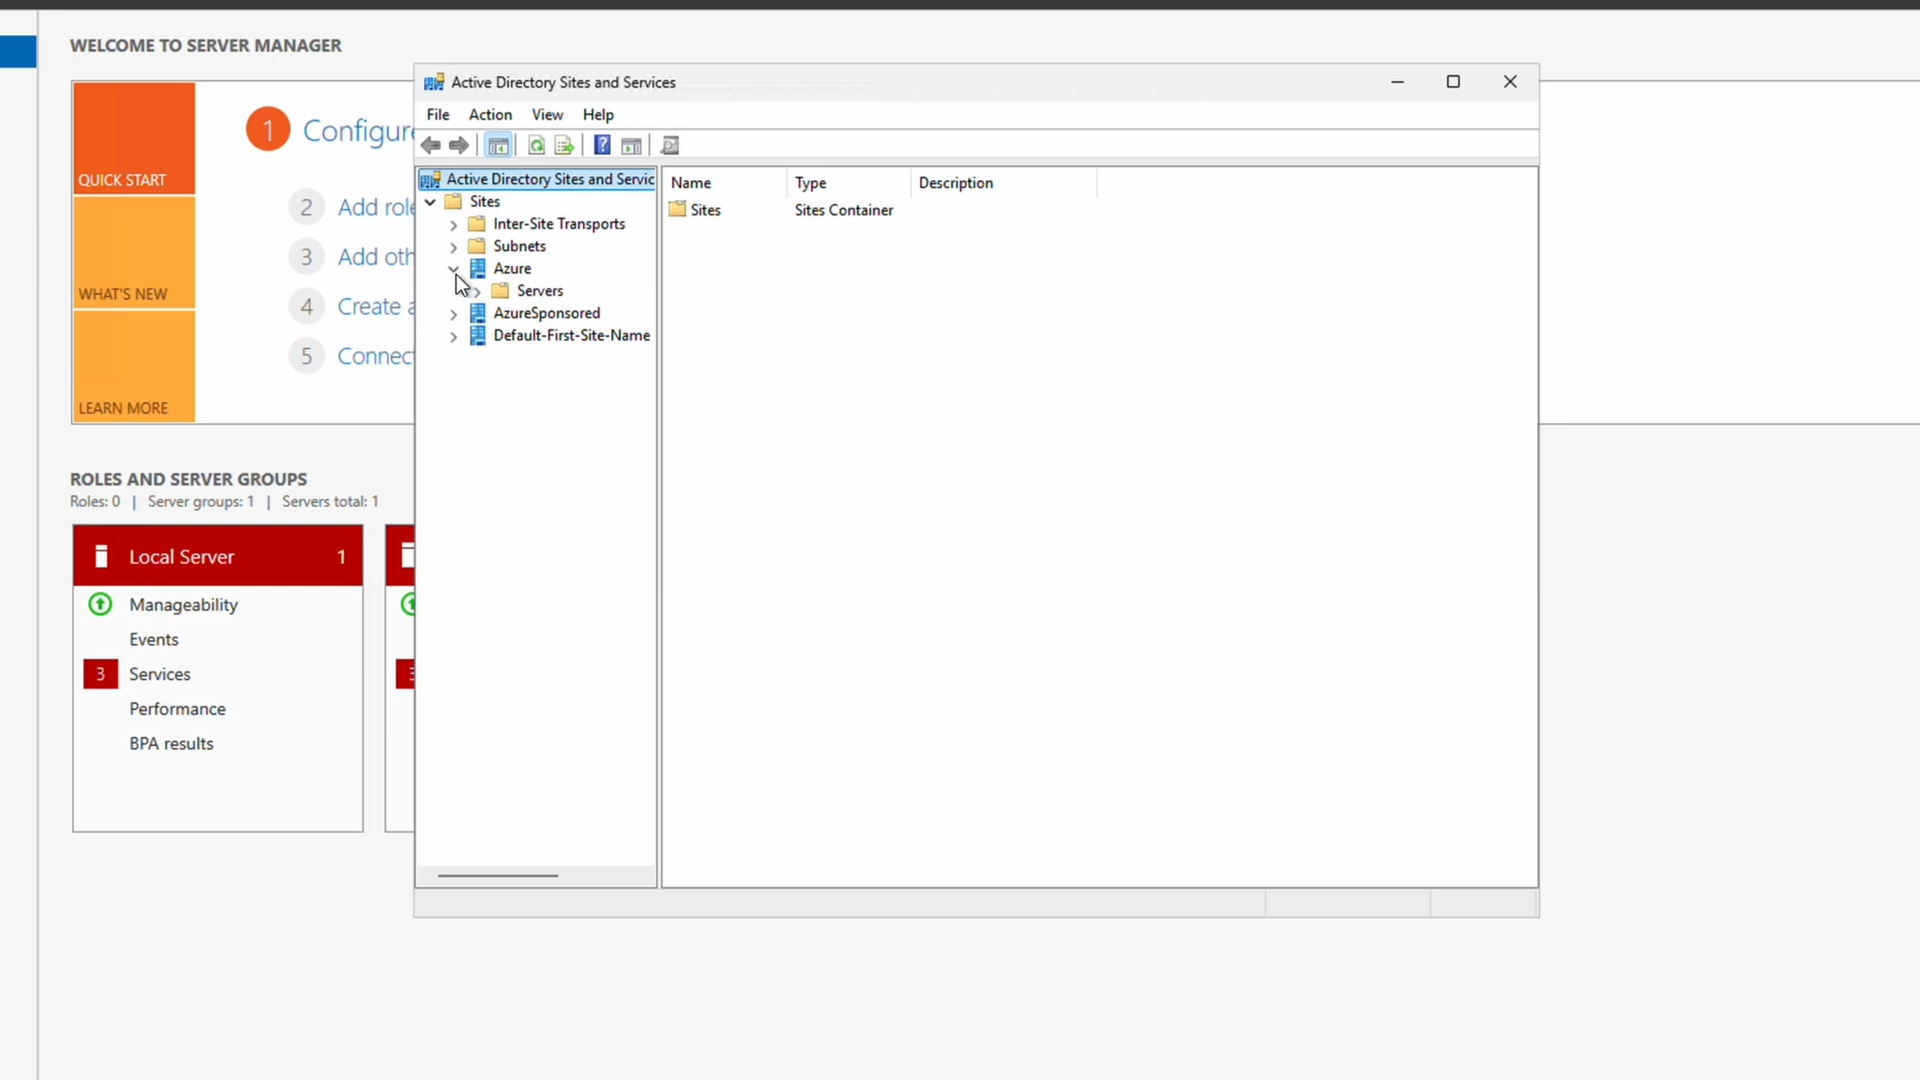 WELCOME TO SERVER MANAGER
QUICK START
WHAT'S NEW
LEARN MORE
1 Configure
2 Add role
3 Add oth
4 Create a
5 Connec
ROLES AND SERVER GROUPS
Roles: 0 | Server groups: 1 | Servers total: 1
Local Server 1
Manageability
Events
3 Services
Performance
BPA results
3
Active Directory Sites and Services
File Action View Help
?
Active Directory Sites and Servic
Sites
Inter-Site Transports
Subnets
Azure
Servers
AzureSponsored
Default-First-Site-Name
Name Type Description
Sites Sites Container